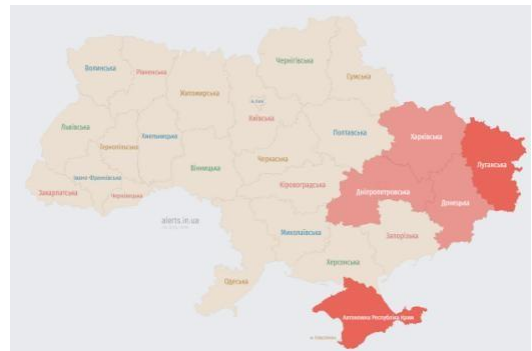 Чернігівська
Волинська
Рівненська
Сумська
Житомирська
Київська
Львівська
Тернопільська
Хмельницька
Полтавська
Харківська
Луганська
Черкаська
Вінницька
Івано-Франківська
Закарпатська
Чернівецька
Кіровоградська
Дніпропетровська
Донецька
alerts.in.ua
Миколаївська
Запорізька
Херсонська
Одеська
Автономна Республіка Крим